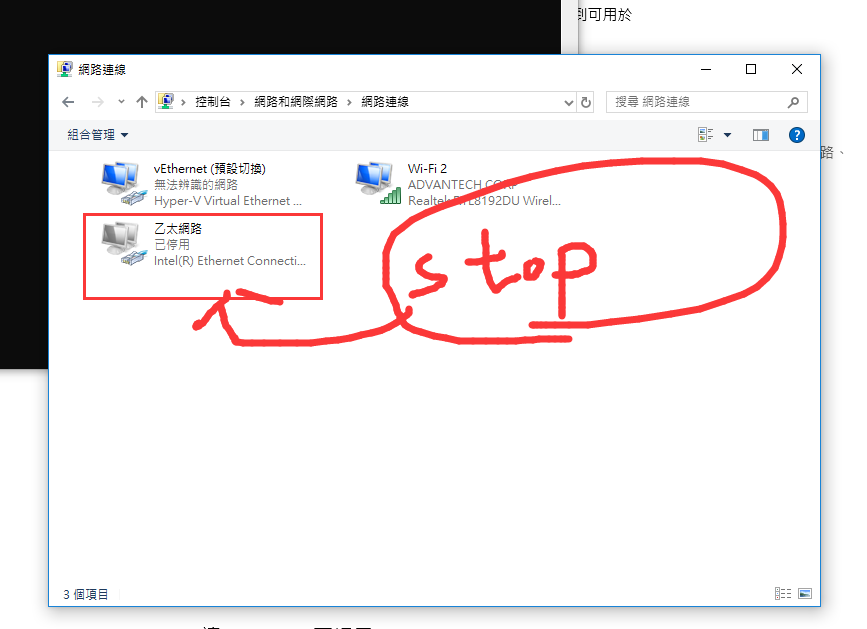 到可用於
網路連線
控制台 網路和網際網路 網路連線
搜尋 網路連線
組合管理
路、
vEthernet (預設切換)
無法辨識的網路
Hyper-V Virtual Ethernet ...
Wi-Fi 2
ADVANTECH CORP
Realtek RTL8192DU Wirel...
乙太網路
已停用
Intel(R) Ethernet Connecti...
stop
3 個項目